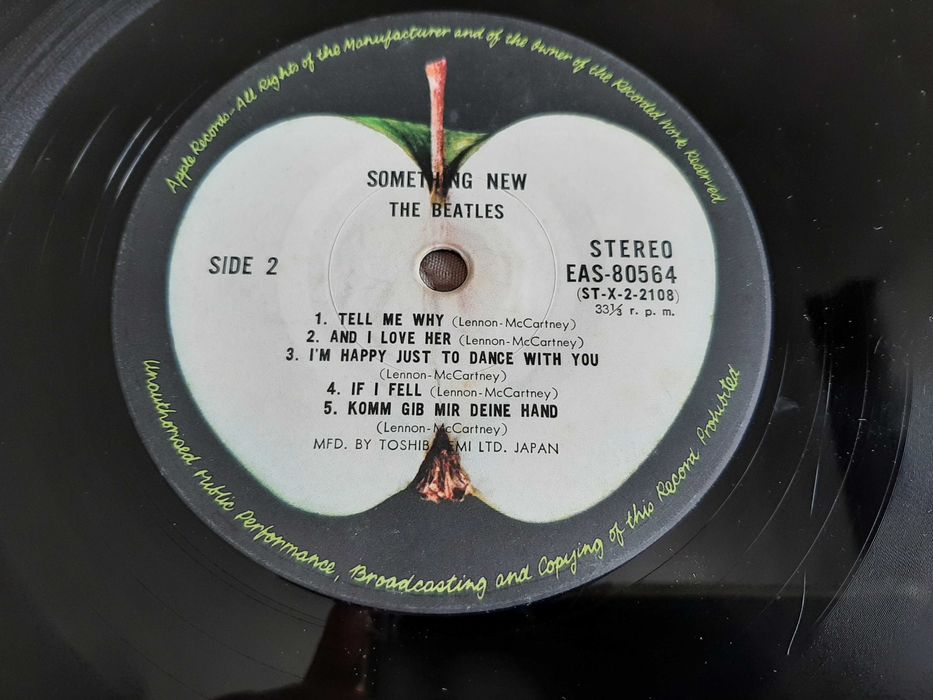 Apple Records-All Rights of the Manufacturer and of the Owner of the Recorded Work Reserved
SOMETHING NEW
THE BEATLES
SIDE 2
STEREO
EAS-80564
(ST-X-2-2108)
33⅓ r. p. m.
1. TELL ME WHY (Lennon-McCartney)
2. AND I LOVE HER (Lennon-McCartney)
3. I'M HAPPY JUST TO DANCE WITH YOU
(Lennon-McCartney)
4. IF I FELL (Lennon-McCartney)
5. KOMM GIB MIR DEINE HAND
(Lennon-McCartney)
MFD. BY TOSHIBA EMI LTD. JAPAN
Unauthorised Public Performance, Broadcasting and Copying of this Record Prohibited